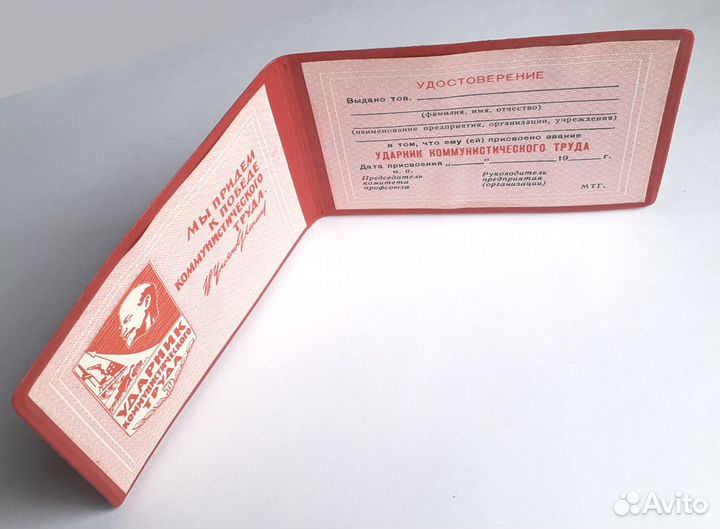 МЫ ПРИДЕМ
К ПОБЕДЕ
КОММУНИСТИЧЕСКОГО
ТРУДА!
УДАРНИК
КОММУНИСТИЧЕСКОГО
ТРУДА
УДОСТОВЕРЕНИЕ
Выдано тов.
(фамилия, имя, отчество)
(наименование предприятия, организации, учреждения)
в том, что ему (ей) присвоено звание
УДАРНИК КОММУНИСТИЧЕСКОГО ТРУДА
Дата присвоения „ “ 19 г.
м. п.
Председатель комитета профсоюза
Руководитель предприятия (организации)
МТГ.
Avito